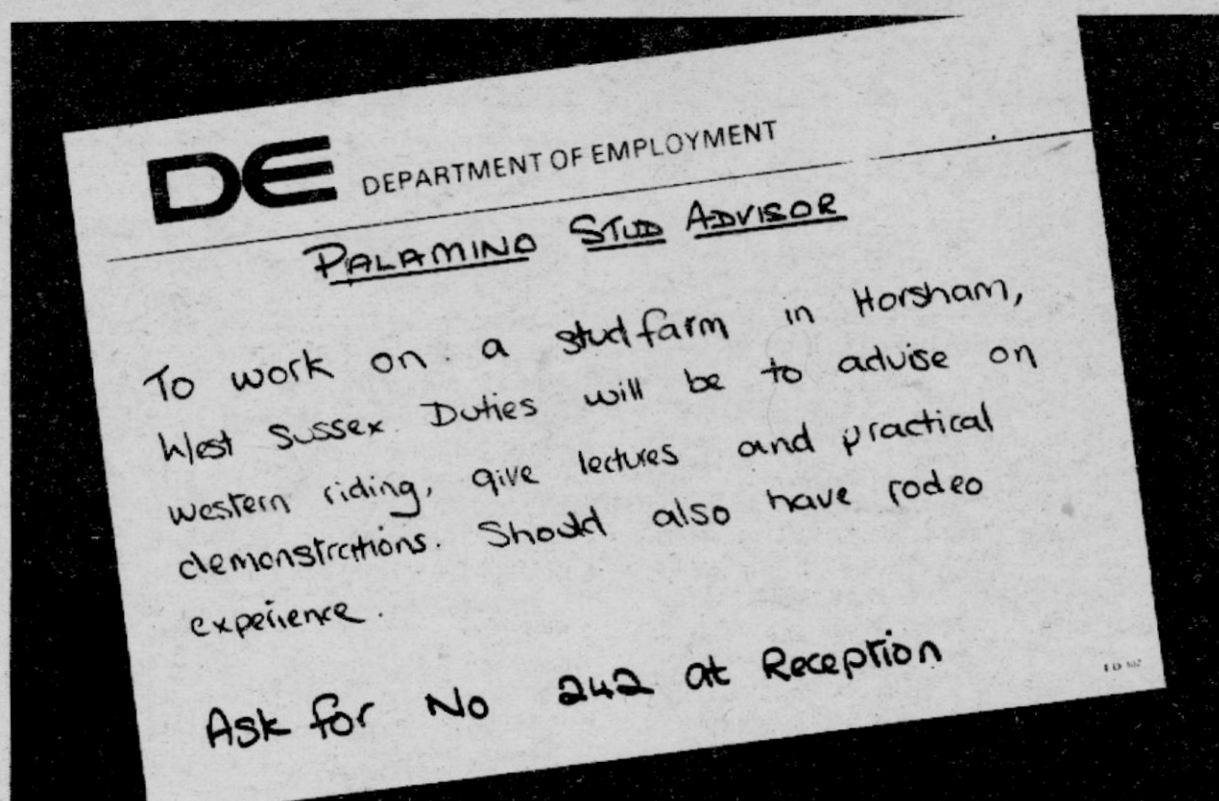 DE DEPARTMENT OF EMPLOYMENT
PALAMINO STUD ADVISOR
To work on a stud farm in Horsham,
West Sussex Duties will be to advise on
western riding, give lectures and practical
demonstrations. Should also have rodeo
experience.
Ask for No 242 at Reception